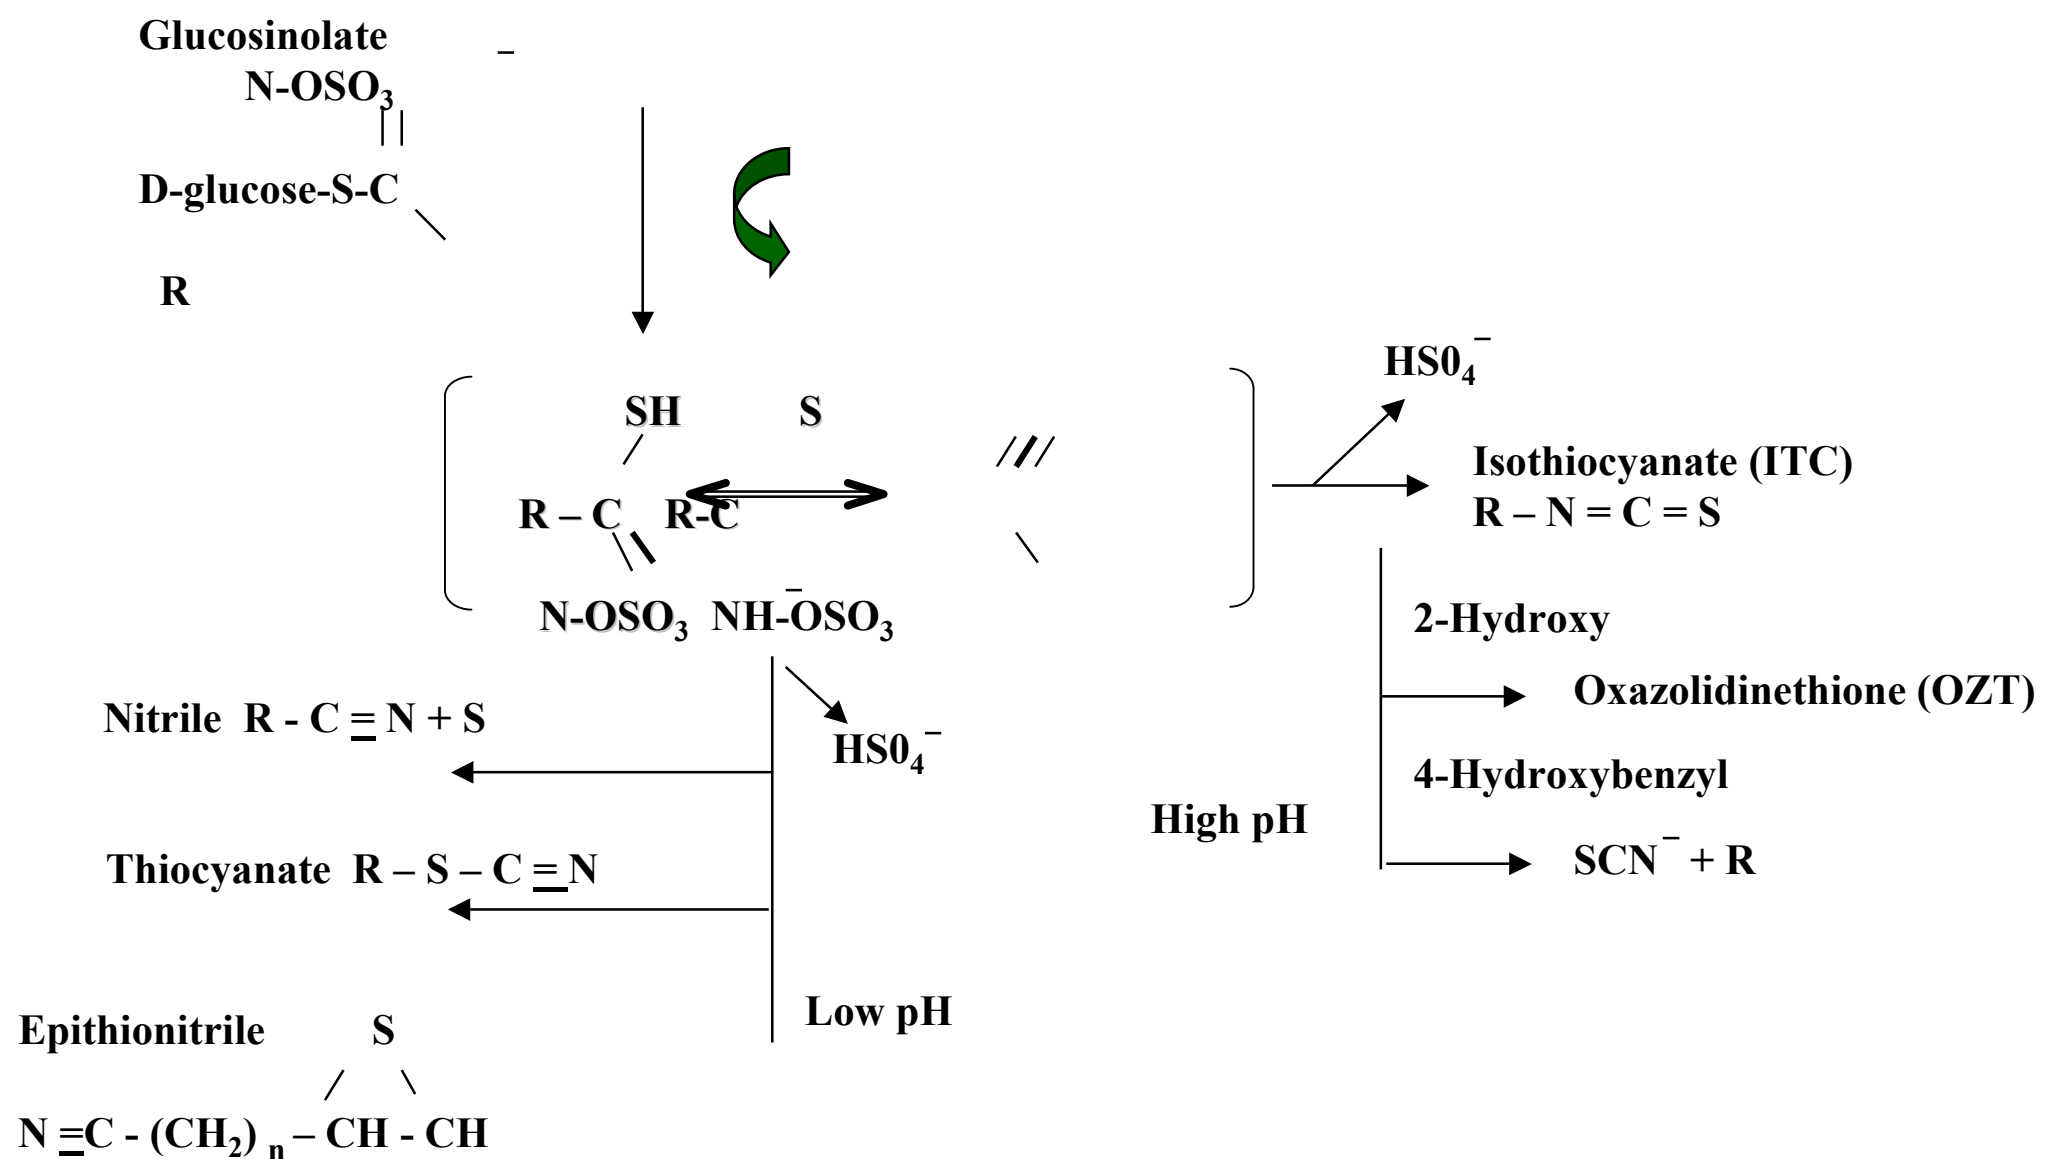 Glucosinolate
N-OSO3 –
D-glucose-S-C
R
HS04 –
SH S
Isothiocyanate (ITC)
R – C R-C
R – N = C = S
N-OSO3 NH-OSO3 –
2-Hydroxy
Oxazolidinethione (OZT)
Nitrile R - C = N + S
HS04 –
4-Hydroxybenzyl
High pH
Thiocyanate R – S – C = N
SCN – + R
Low pH
Epithionitrile S
N =C - (CH2) n – CH - CH